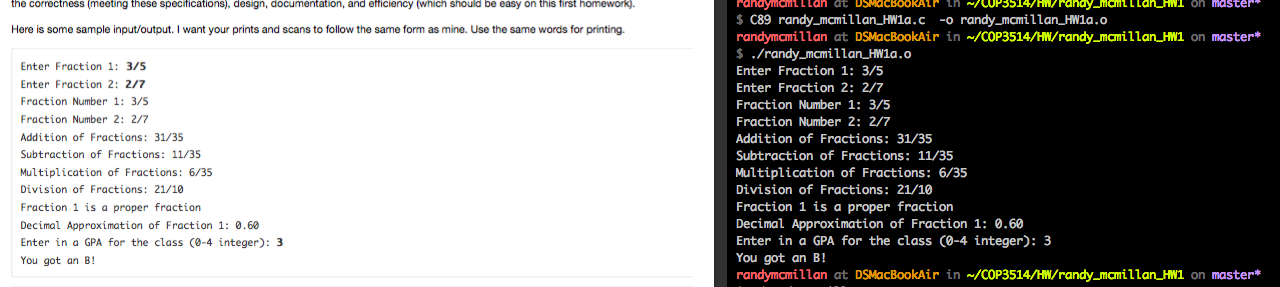 the correctness (meeting these specifications), design, documentation, and efficiency (which should be easy on this first homework).
Here is some sample input/output. I want your prints and scans to follow the same form as mine. Use the same words for printing.
Enter Fraction 1: 3/5
Enter Fraction 2: 2/7
Fraction Number 1: 3/5
Fraction Number 2: 2/7
Addition of Fractions: 31/35
Subtraction of Fractions: 11/35
Multiplication of Fractions: 6/35
Division of Fractions: 21/10
Fraction 1 is a proper fraction
Decimal Approximation of Fraction 1: 0.60
Enter in a GPA for the class (0-4 integer): 3
You got an B!
randymcmillan at DSMacBookAir in ~/COP3514/HW/randy_mcmillan_HW1 on master*
$ C89 randy_mcmillan_HW1a.c -o randy_mcmillan_HW1a.o
randymcmillan at DSMacBookAir in ~/COP3514/HW/randy_mcmillan_HW1 on master*
$ ./randy_mcmillan_HW1a.o
Enter Fraction 1: 3/5
Enter Fraction 2: 2/7
Fraction Number 1: 3/5
Fraction Number 2: 2/7
Addition of Fractions: 31/35
Subtraction of Fractions: 11/35
Multiplication of Fractions: 6/35
Division of Fractions: 21/10
Fraction 1 is a proper fraction
Decimal Approximation of Fraction 1: 0.60
Enter in a GPA for the class (0-4 integer): 3
You got an B!
randymcmillan at DSMacBookAir in ~/COP3514/HW/randy_mcmillan_HW1 on master*